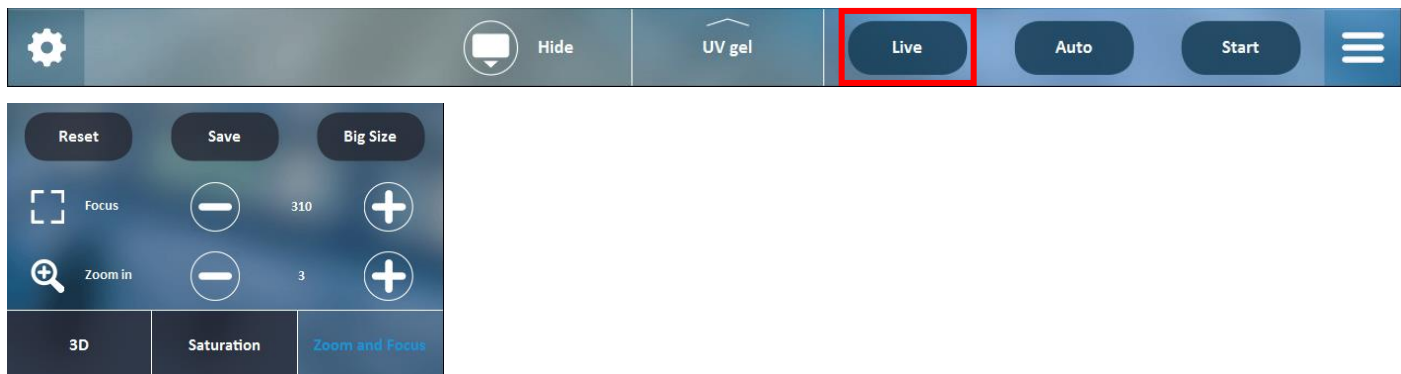 Hide UV gel Live Auto Start
Reset Save Big Size
Focus 310
Zoom in 3
3D Saturation Zoom and Focus